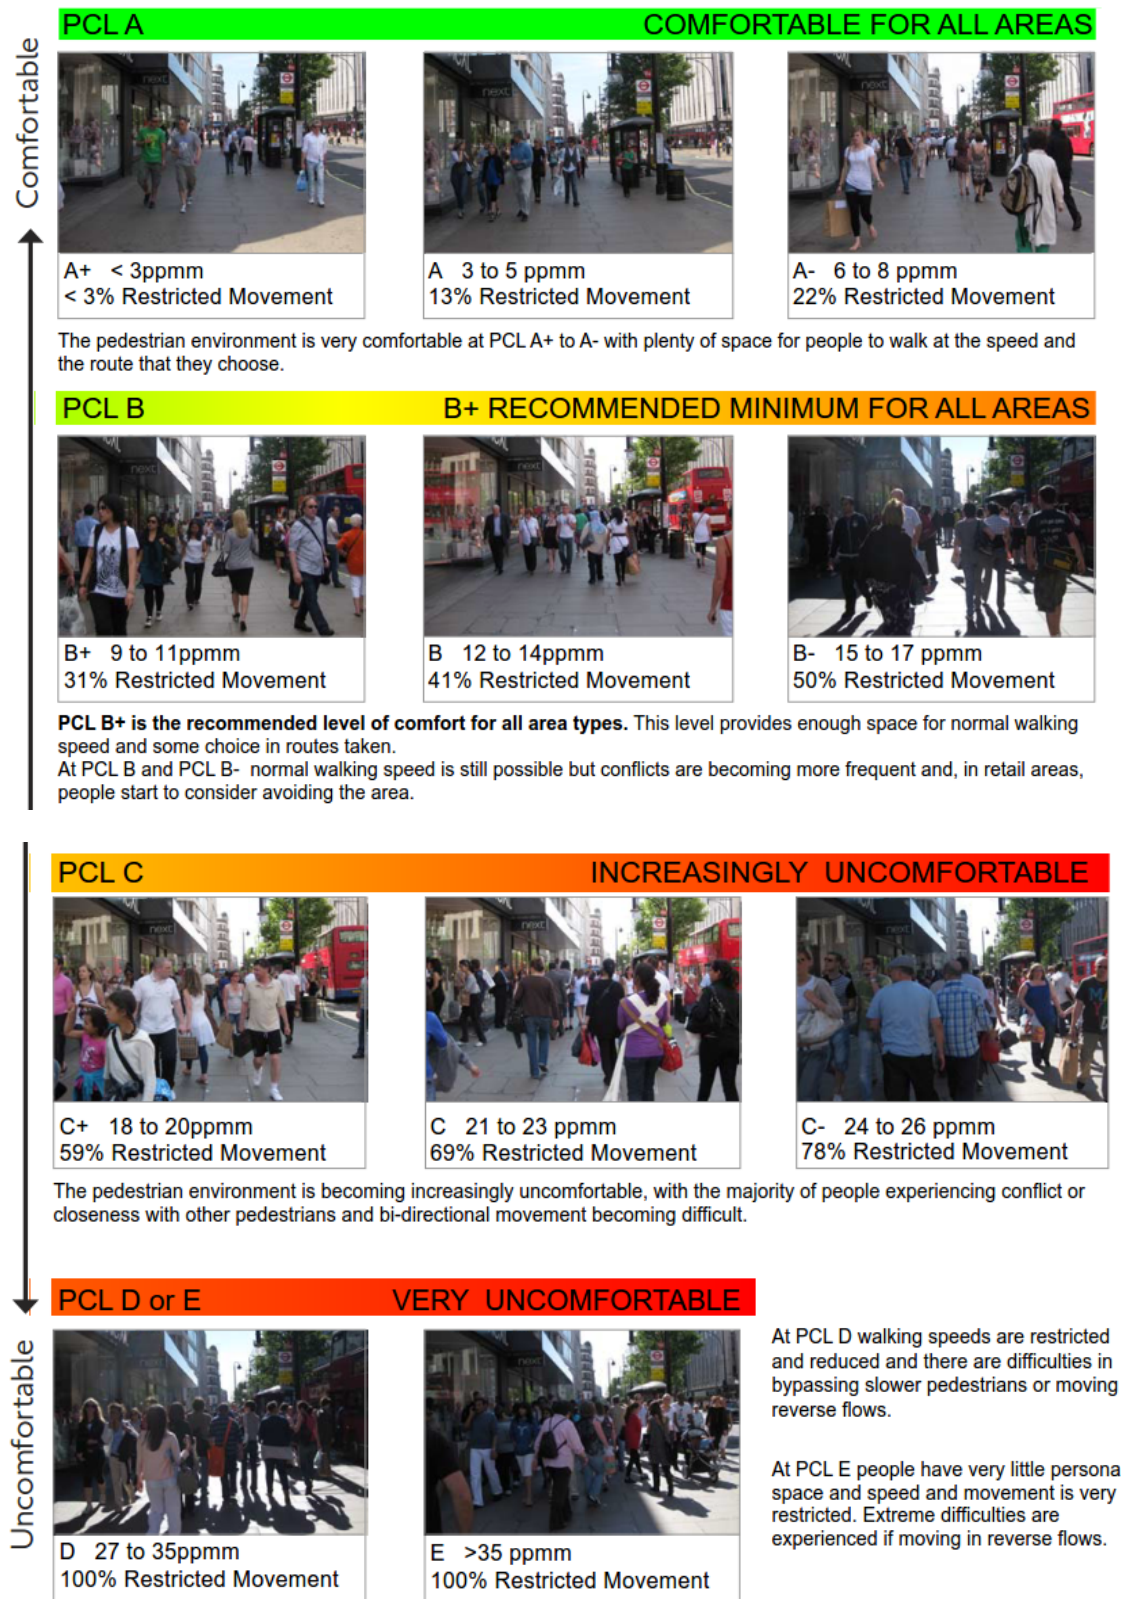 PCL A COMFORTABLE FOR ALL AREAS
Comfortable
next
next
next
A+ < 3ppmm
< 3% Restricted Movement
A 3 to 5 ppmm
13% Restricted Movement
A- 6 to 8 ppmm
22% Restricted Movement
The pedestrian environment is very comfortable at PCL A+ to A- with plenty of space for people to walk at the speed and
the route that they choose.
PCL B B+ RECOMMENDED MINIMUM FOR ALL AREAS
next
next
next
B+ 9 to 11ppmm
31% Restricted Movement
B 12 to 14ppmm
41% Restricted Movement
B- 15 to 17 ppmm
50% Restricted Movement
PCL B+ is the recommended level of comfort for all area types. This level provides enough space for normal walking
speed and some choice in routes taken.
At PCL B and PCL B- normal walking speed is still possible but conflicts are becoming more frequent and, in retail areas,
people start to consider avoiding the area.
PCL C INCREASINGLY UNCOMFORTABLE
next
next
next
C+ 18 to 20ppmm
59% Restricted Movement
C 21 to 23 ppmm
69% Restricted Movement
C- 24 to 26 ppmm
78% Restricted Movement
The pedestrian environment is becoming increasingly uncomfortable, with the majority of people experiencing conflict or
closeness with other pedestrians and bi-directional movement becoming difficult.
PCL D or E VERY UNCOMFORTABLE
Uncomfortable
next
next
D 27 to 35ppmm
100% Restricted Movement
E >35 ppmm
100% Restricted Movement
At PCL D walking speeds are restricted
and reduced and there are difficulties in
bypassing slower pedestrians or moving
reverse flows.
At PCL E people have very little persona
space and speed and movement is very
restricted. Extreme difficulties are
experienced if moving in reverse flows.